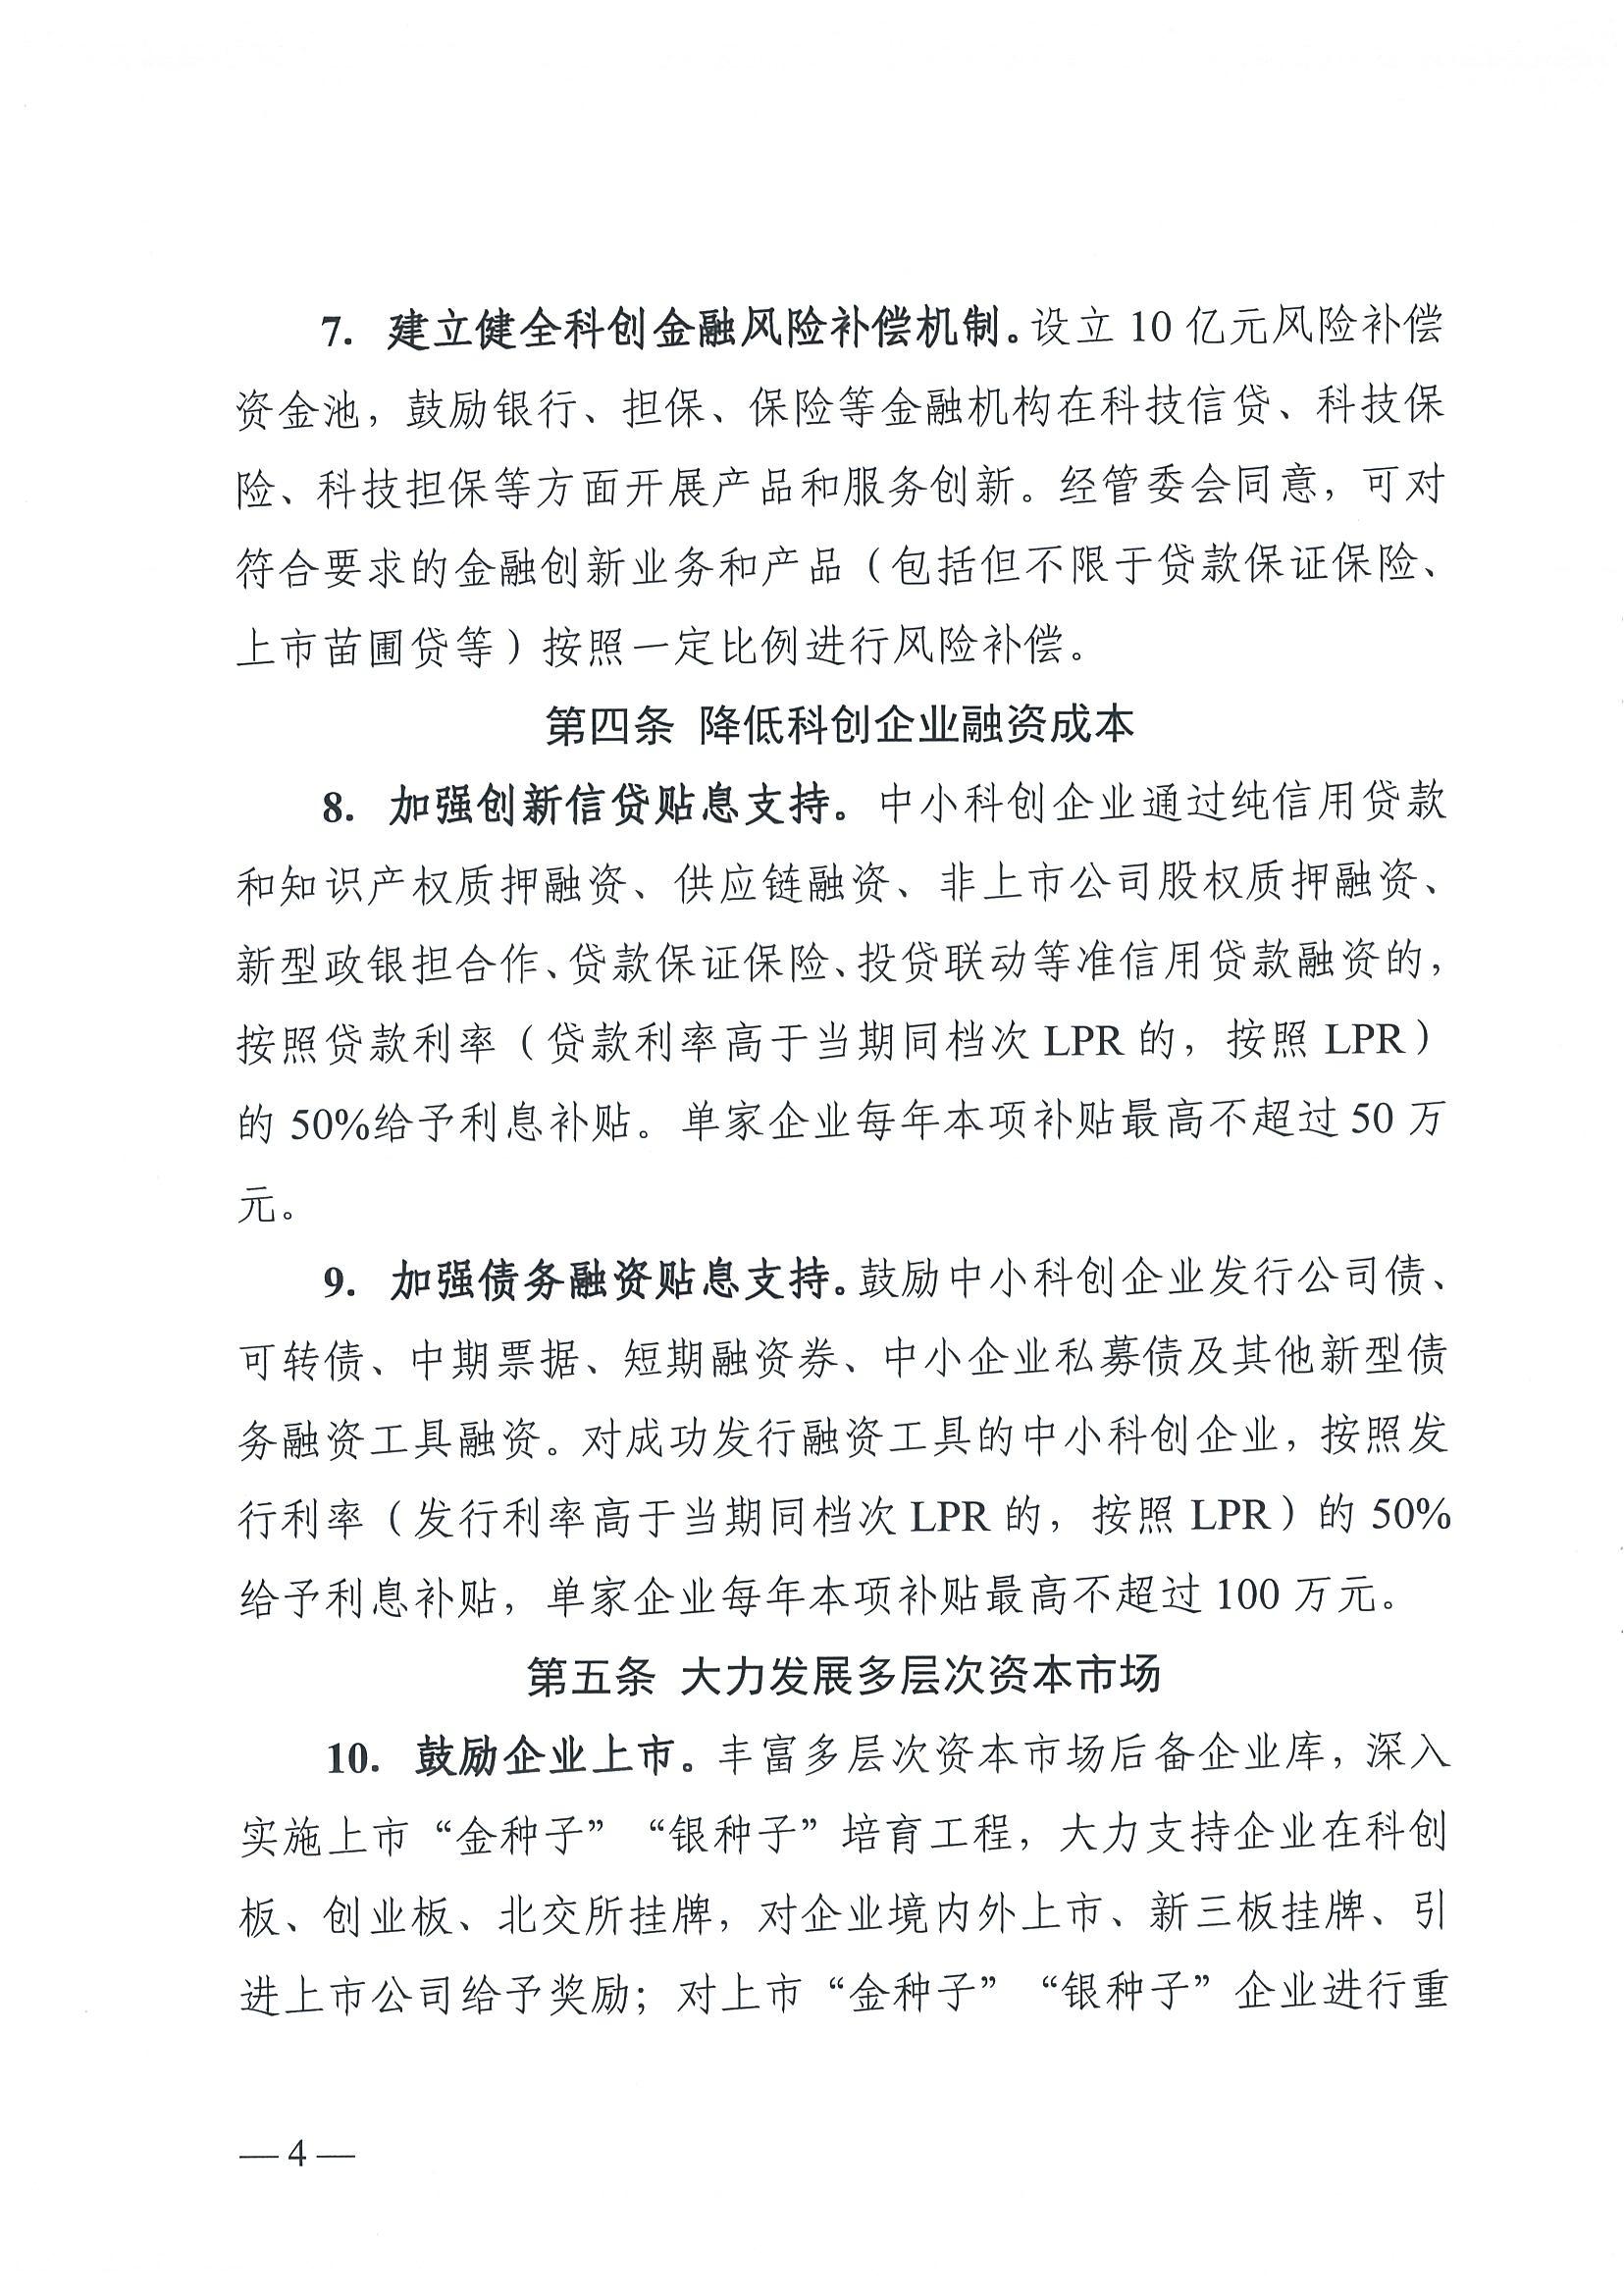 7. 建立健全科创金融风险补偿机制。设立 10 亿元风险补偿
资金池，鼓励银行、担保、保险等金融机构在科技信贷、科技保
险、科技担保等方面开展产品和服务创新。经管委会同意，可对
符合要求的金融创新业务和产品（包括但不限于贷款保证保险、
上市苗圃贷等）按照一定比例进行风险补偿。
第四条 降低科创企业融资成本
8. 加强创新信贷贴息支持。中小科创企业通过纯信用贷款
和知识产权质押融资、供应链融资、非上市公司股权质押融资、
新型政银担合作、贷款保证保险、投贷联动等准信用贷款融资的，
按照贷款利率（贷款利率高于当期同档次 LPR 的，按照 LPR）
的 50%给予利息补贴。单家企业每年本项补贴最高不超过 50 万
元。
9. 加强债务融资贴息支持。鼓励中小科创企业发行公司债、
可转债、中期票据、短期融资券、中小企业私募债及其他新型债
务融资工具融资。对成功发行融资工具的中小科创企业，按照发
行利率（发行利率高于当期同档次 LPR 的，按照 LPR）的 50%
给予利息补贴，单家企业每年本项补贴最高不超过 100 万元。
第五条 大力发展多层次资本市场
10. 鼓励企业上市。丰富多层次资本市场后备企业库，深入
实施上市“金种子”“银种子”培育工程，大力支持企业在科创
板、创业板、北交所挂牌，对企业境内外上市、新三板挂牌、引
进上市公司给予奖励；对上市“金种子”“银种子”企业进行重
— 4 —